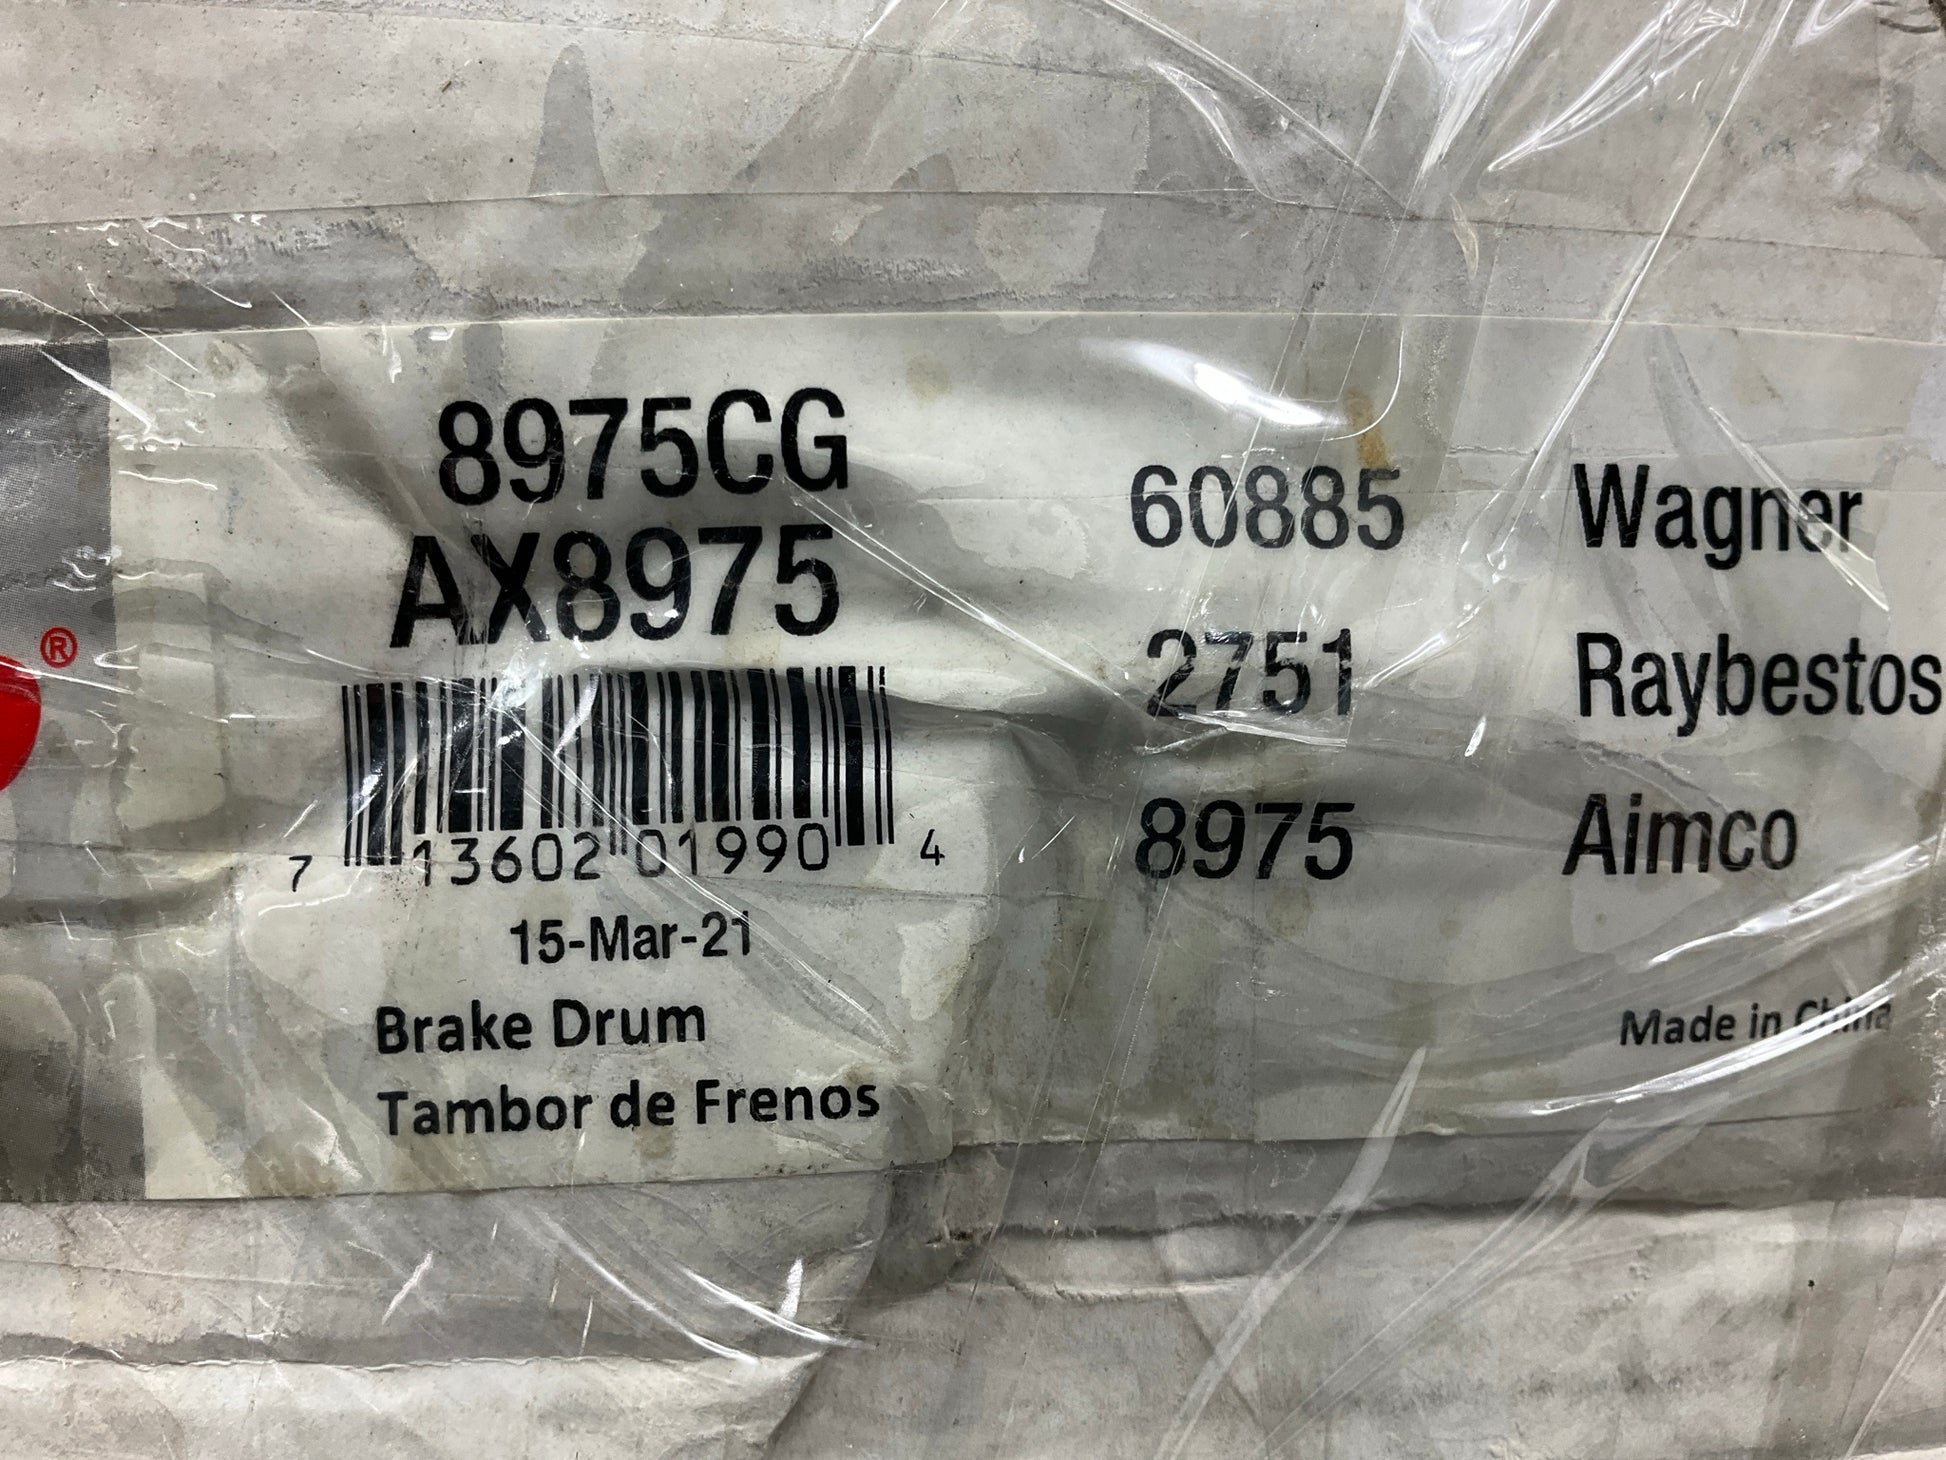 8975CG
AX8975
®
7 13602 01990 4
15-Mar-21
Brake Drum
Tambor de Frenos
60885 Wagner
2751 Raybestos
8975 Aimco
Made in China